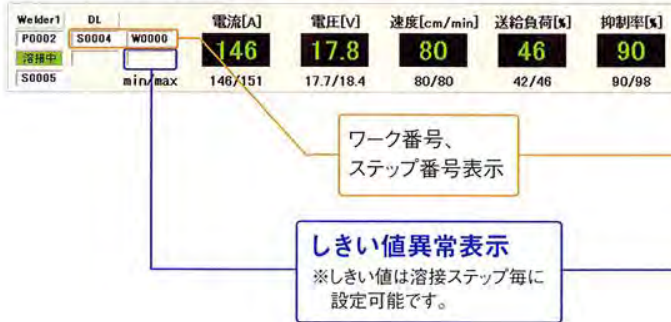 Welder1 DL 電流[A] 電圧[V] 速度[cm/min] 送給負荷[%] 抑制率[%]
P0002 S0004 W0000 146 17.8 80 46 90
溶接中
S0005 min/max 146/151 17.7/18.4 80/80 42/46 90/98
ワーク番号、
ステップ番号表示
しきい値異常表示
※しきい値は溶接ステップ毎に
設定可能です。